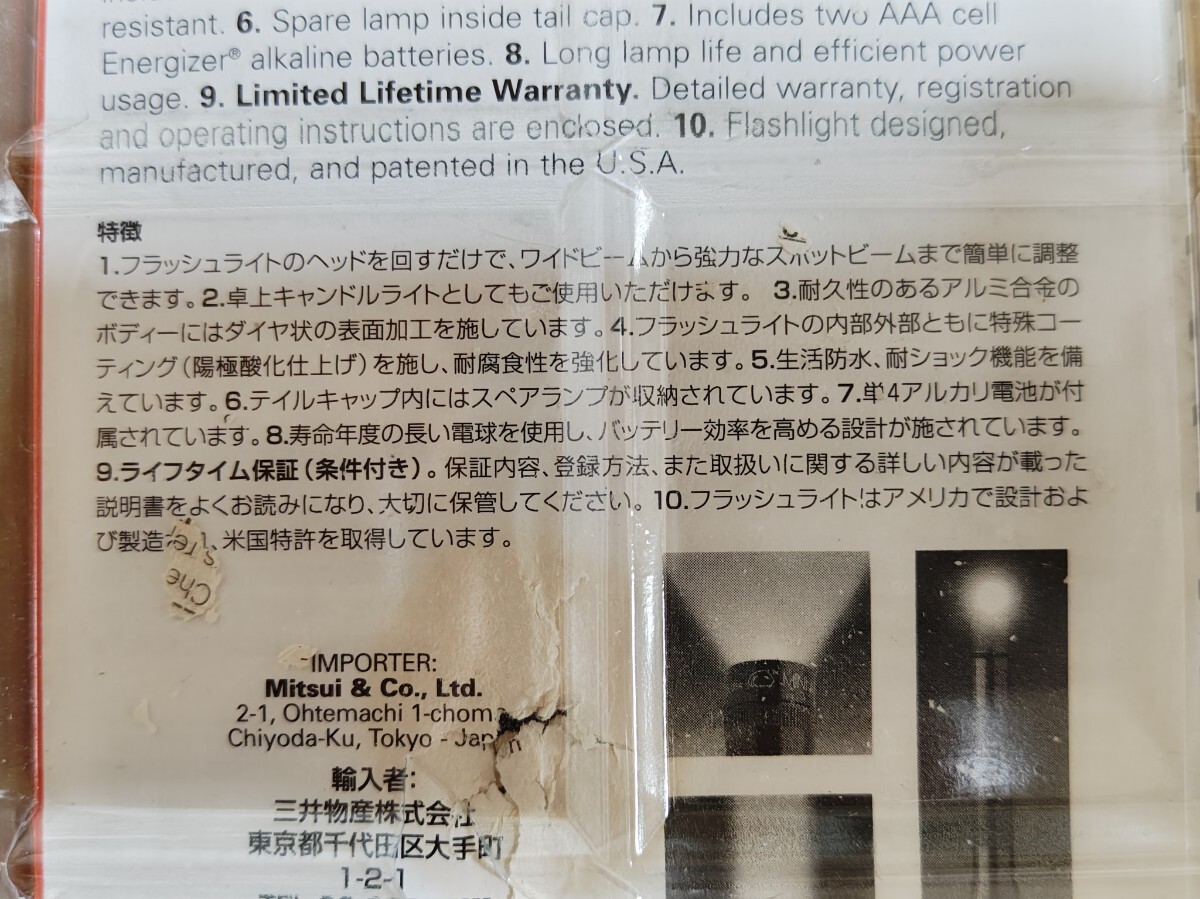 resistant. 6. Spare lamp inside tail cap. 7. Includes two AAA cell
Energizer® alkaline batteries. 8. Long lamp life and efficient power
usage. 9. Limited Lifetime Warranty. Detailed warranty, registration
and operating instructions are enclosed. 10. Flashlight designed,
manufactured, and patented in the U.S.A.
特徴
1.フラッシュライトのヘッドを回すだけで、ワイドビームから強力なスポットビームまで簡単に調整
できます。2.卓上キャンドルライトとしてもご使用いただけます。 3.耐久性のあるアルミ合金の
ボディーにはダイヤ状の表面加工を施しています。4.フラッシュライトの内部外部ともに特殊コー
ティング(陽極酸化仕上げ)を施し、耐腐食性を強化しています。5.生活防水、耐ショック機能を備
えています。6.テイルキャップ内にはスペアランプが収納されています。7.単4アルカリ電池が付
属されています。8.寿命年度の長い電球を使用し、バッテリー効率を高める設計が施されています。
9.ライフタイム保証(条件付き)。保証内容、登録方法、また取扱いに関する詳しい内容が載った
説明書をよくお読みになり、大切に保管してください。10.フラッシュライトはアメリカで設計およ
び製造 、米国特許を取得しています。
Che
IMPORTER:
Mitsui & Co., Ltd.
2-1, Ohtemachi 1-chom
Chiyoda-Ku, Tokyo - Japan
輸入者:
三井物産株式会社
東京都千代田区大手町
1-2-1